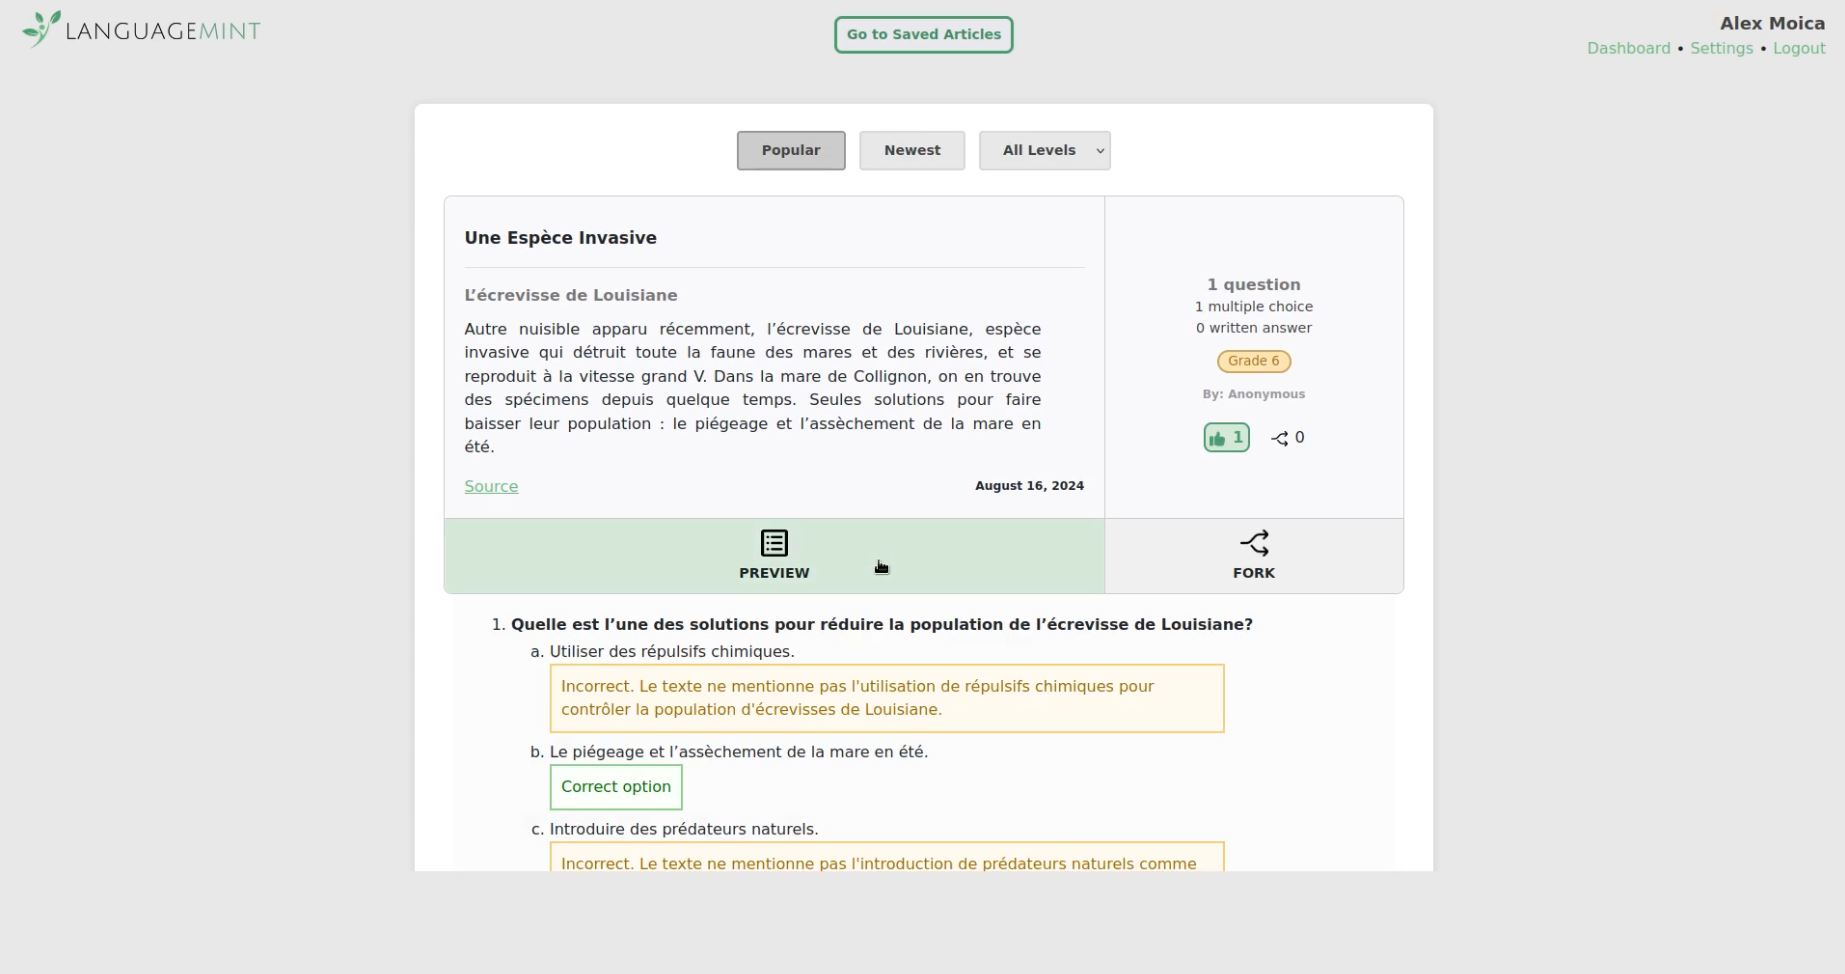 LANGUAGEMINT
Go to Saved Articles
Alex Moica
Dashboard • Settings • Logout
Popular
Newest
All Levels
Une Espèce Invasive
L’écrevisse de Louisiane
Autre nuisible apparu récemment, l’écrevisse de Louisiane, espèce
invasive qui détruit toute la faune des mares et des rivières, et se
reproduit à la vitesse grand V. Dans la mare de Collignon, on en trouve
des spécimens depuis quelque temps. Seules solutions pour faire
baisser leur population : le piégeage et l’assèchement de la mare en
été.
Source
August 16, 2024
1 question
1 multiple choice
0 written answer
Grade 6
By: Anonymous
1
0
PREVIEW
FORK
1. Quelle est l’une des solutions pour réduire la population de l’écrevisse de Louisiane?
a. Utiliser des répulsifs chimiques.
Incorrect. Le texte ne mentionne pas l'utilisation de répulsifs chimiques pour
contrôler la population d'écrevisses de Louisiane.
b. Le piégeage et l’assèchement de la mare en été.
Correct option
c. Introduire des prédateurs naturels.
Incorrect. Le texte ne mentionne pas l'introduction de prédateurs naturels comme